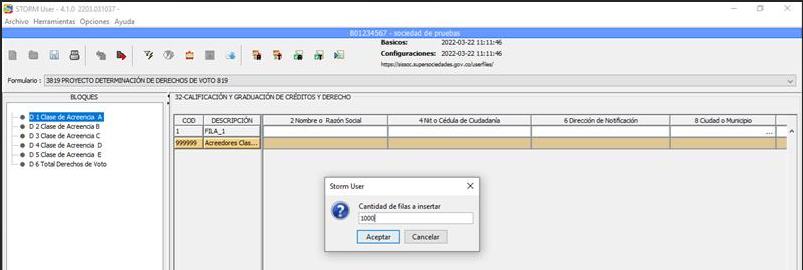 STORM User - 4.1.0 2203.031037 -
Archivo Herramientas Opciones Ayuda
801234567 - sociedad de pruebas
Basicos: 2022-03-22 11:11:46
Configuraciones: 2022-03-22 11:11:46
https://sissoc.supersociedades.gov.co/userfiles/
Formulario : 3819 PROYECTO DETERMINACIÓN DE DERECHOS DE VOTO 819
BLOQUES
D 1 Clase de Acreencia A
D 2 Clase de Acreencia B
D 3 Clase de Acreencia C
D 4 Clase de Acreencia D
D 5 Clase de Acreencia E
D 6 Total Derechos de Voto
32-CALIFICACIÓN Y GRADUACIÓN DE CRÉDITOS Y DERECHO
COD DESCRIPCIÓN 2 Nombre o Razón Social 4 Nit o Cédula de Ciudadanía 6 Dirección de Notificación 8 Ciudad o Municipio
1 FILA_1 ...
999999 Acreedores Clas...
Storm User
Cantidad de filas a insertar
1000
Aceptar Cancelar